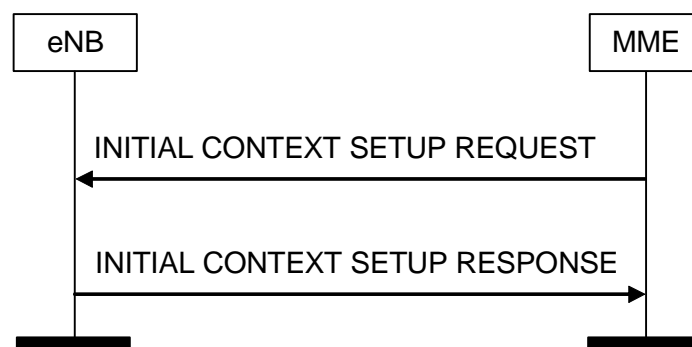 eNB
MME
INITIAL CONTEXT SETUP REQUEST
INITIAL CONTEXT SETUP RESPONSE